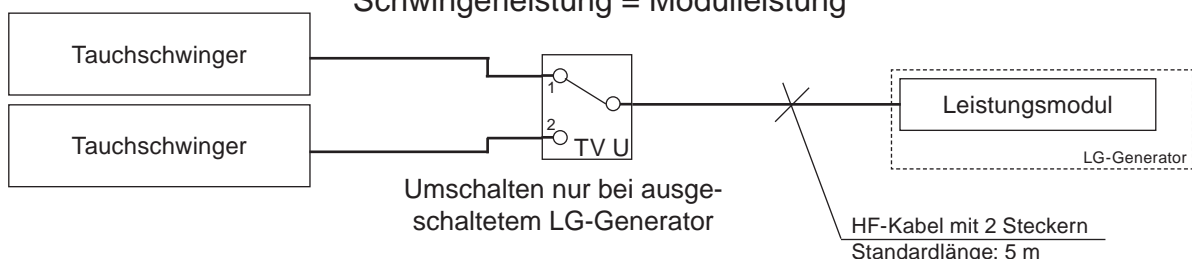 Schwingerleistung = Modulleistung
Tauchschwinger
1
Leistungsmodul
Tauchschwinger
2
TV U
LG-Generator
Umschalten nur bei ausge-
schaltetem LG-Generator
HF-Kabel mit 2 Steckern
Standardlänge: 5 m